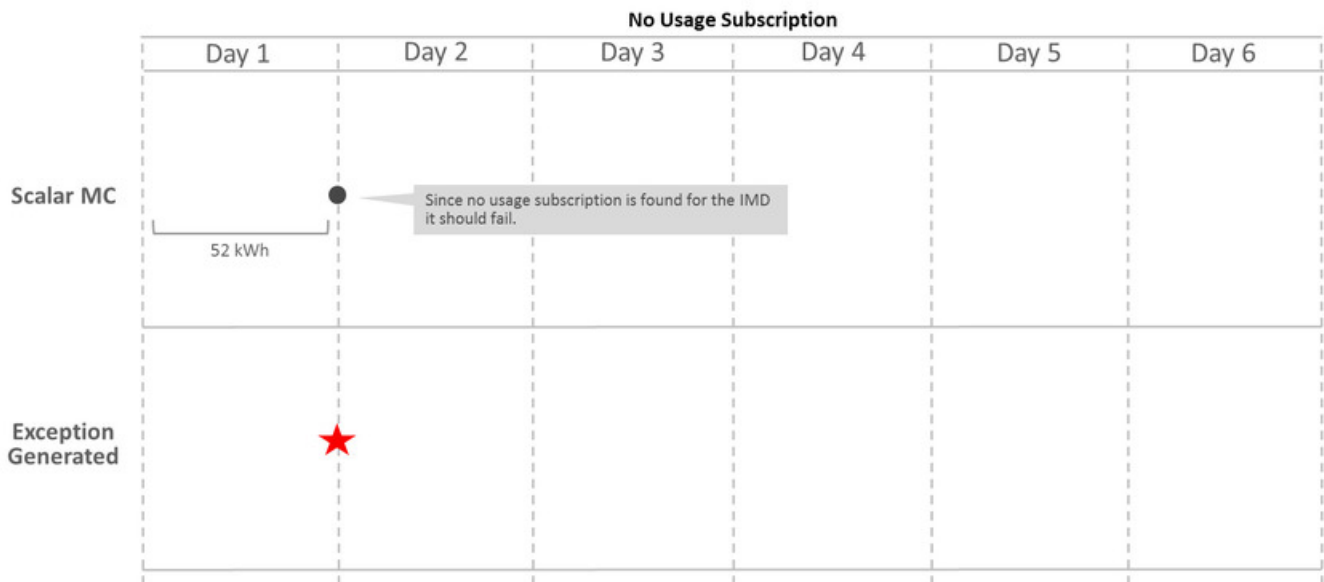 No Usage Subscription
Day 1 Day 2 Day 3 Day 4 Day 5 Day 6
Scalar MC
Since no usage subscription is found for the IMD
it should fail.
52 kWh
Exception
Generated